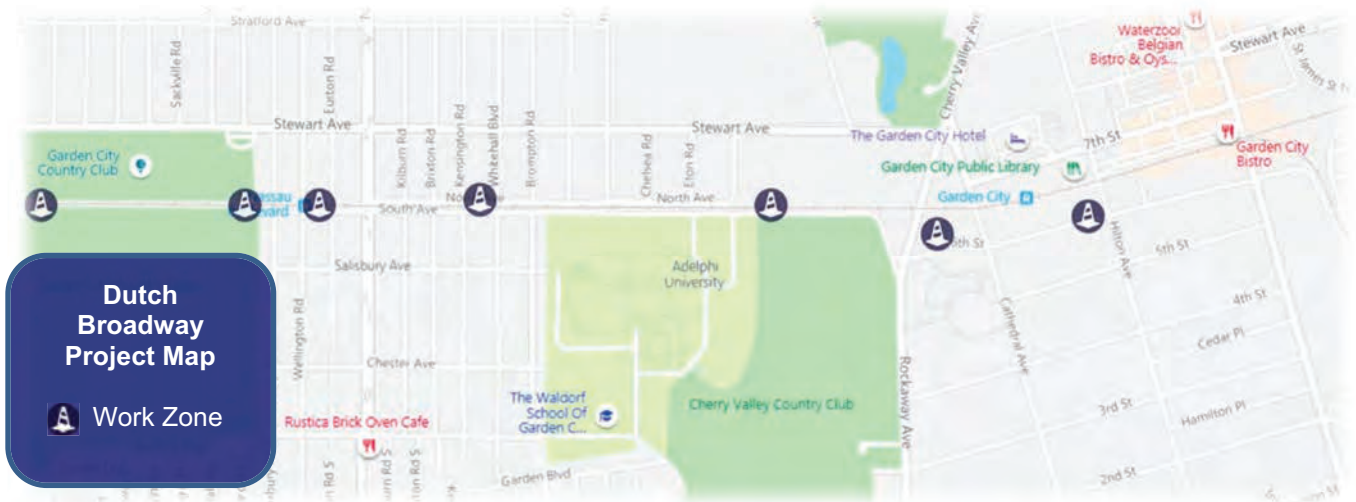 Stratford Ave
Sackville Rd
Euston Rd
Stewart Ave
Garden City
Country Club
South Ave
Kilburn Rd
Brixton Rd
Kensington Rd
Whitehall Blvd
Brompton Rd
Chelsea Rd
Eton Rd
Stewart Ave
North Ave
Cherry Valley Ave
The Garden City Hotel
Garden City Public Library
Garden City
7th St
Waterzooi
Belgian
Bistro & Oys...
Stewart Ave
Garden City
Bistro
Hilton Ave
5th St
4th St
Cedar Pl
3rd St
Hamilton Pl
2nd St
Cathedral Ave
Rockaway Ave
Salisbury Ave
Adelphi
University
Wellington Rd
Chester Ave
The Waldorf
School Of
Garden C...
Cherry Valley Country Club
Rustica Brick Oven Cafe
Garden Blvd
Dutch
Broadway
Project Map
Work Zone